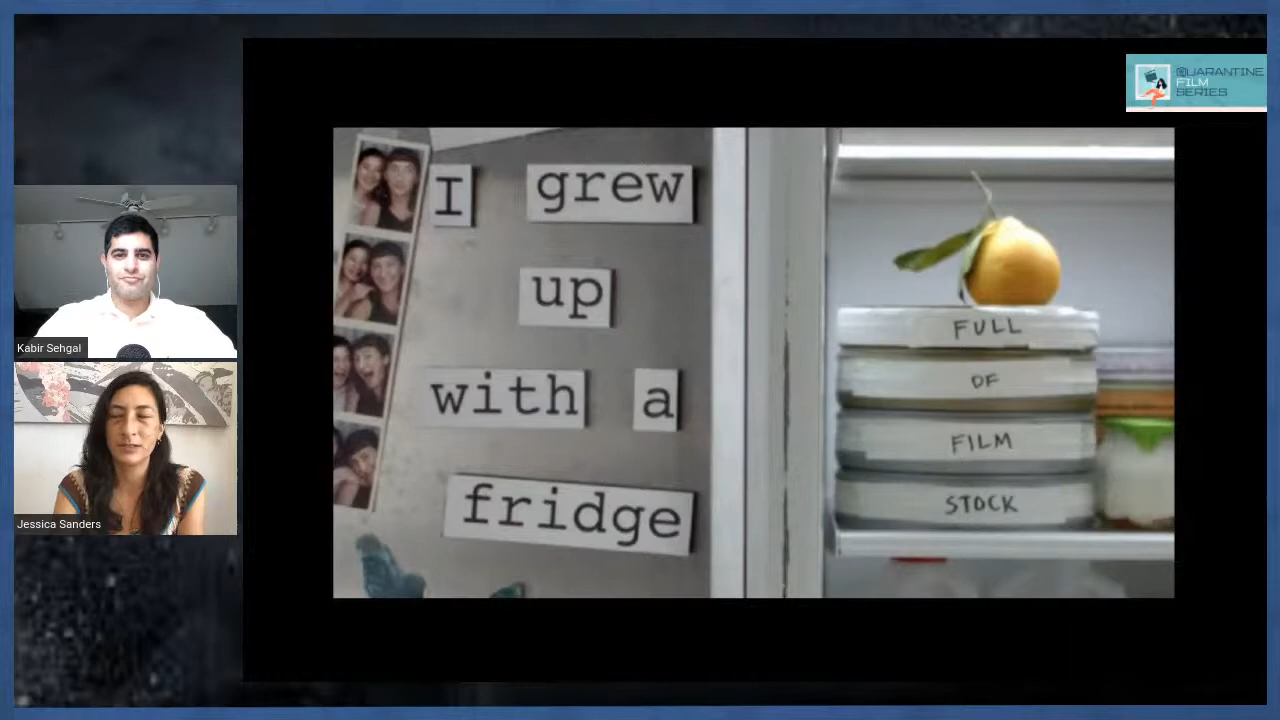 QUARANTINE
FILM
SERIES
I grew
up
with a
fridge
FULL
OF
FILM
STOCK
Kabir Sehgal
Jessica Sanders